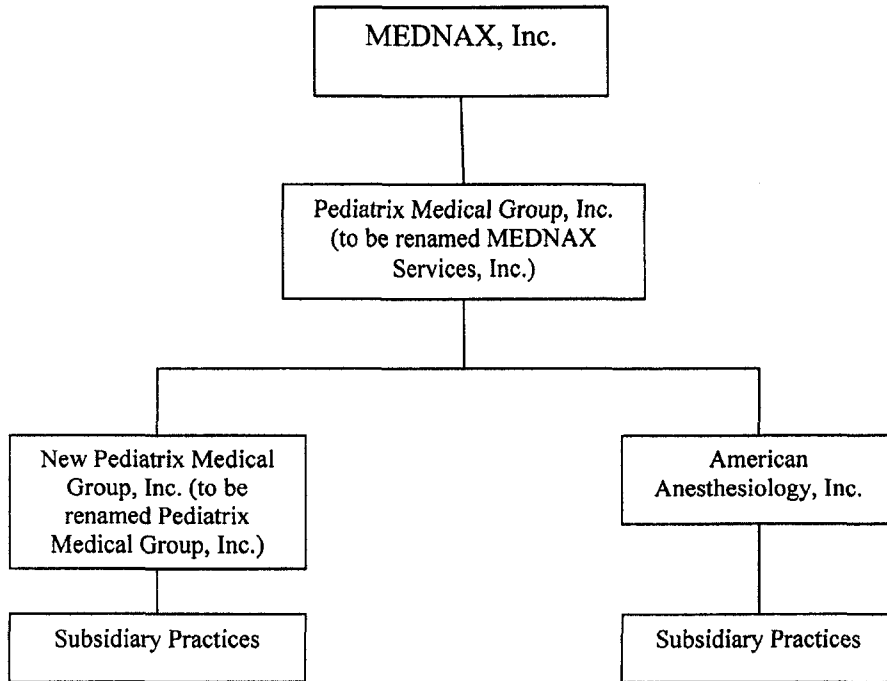 MEDNAX, Inc.
Pediatrix Medical Group, Inc.
(to be renamed MEDNAX
Services, Inc.)
New Pediatrix Medical
Group, Inc. (to be
renamed Pediatrix
Medical Group, Inc.)
American
Anesthesiology, Inc.
Subsidiary Practices
Subsidiary Practices